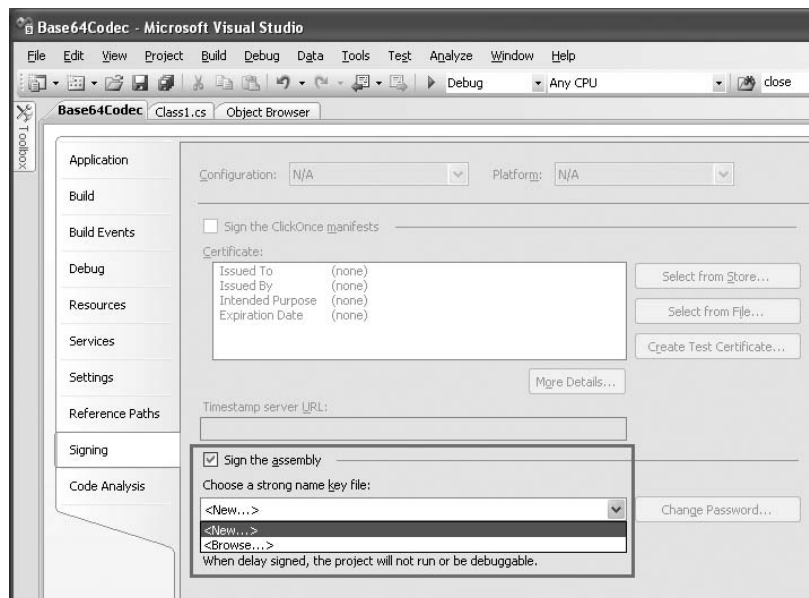 Base64Codec - Microsoft Visual Studio
File Edit View Project Build Debug Data Tools Test Analyze Window Help
Debug Any CPU close
Toolbox
Base64Codec Class1.cs Object Browser
Application
Configuration: N/A Platform: N/A
Build
Build Events
Sign the ClickOnce manifests
Certificate:
Debug
Issued To (none)
Issued By (none)
Intended Purpose (none)
Expiration Date (none)
Select from Store...
Resources
Select from File...
Services
Create Test Certificate...
Settings
More Details...
Reference Paths
Timestamp server URL:
Signing
Sign the assembly
Code Analysis
Choose a strong name key file:
<New...>
Change Password...
<New...>
<Browse...>
When delay signed, the project will not run or be debuggable.